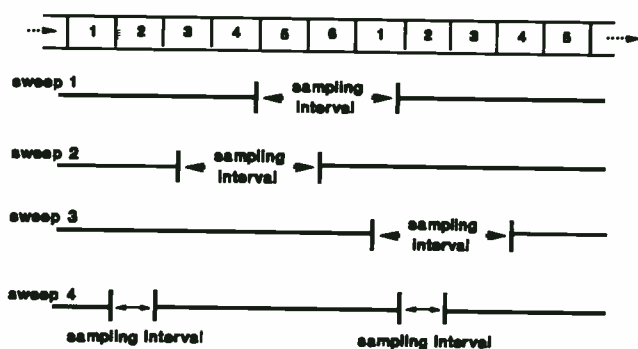 1 2 3 4 5 6 1 2 3 4 5
sweep 1
sampling
interval
sweep 2
sampling
interval
sweep 3
sampling
interval
sweep 4
sampling interval
sampling interval